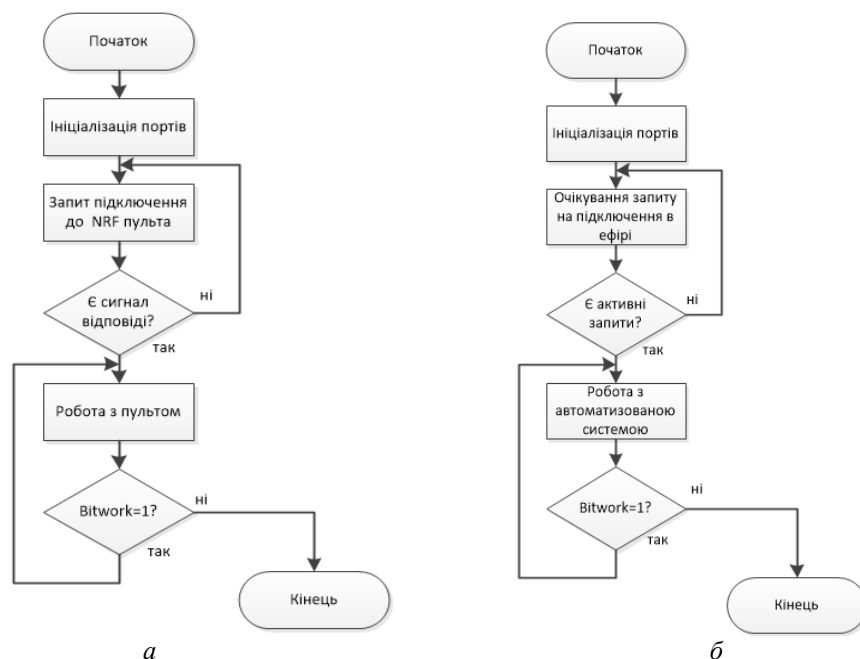 Початок
Ініціалізація портів
Запит підключення
до NRF пульта
Є сигнал
відповіді?
ні
так
Робота з пультом
Bitwork=1?
ні
так
Кінець
а
Початок
Ініціалізація портів
Очікування запиту
на підключення в
ефірі
Є активні
запити?
ні
так
Робота з
автоматизованою
системою
Bitwork=1?
ні
так
Кінець
б